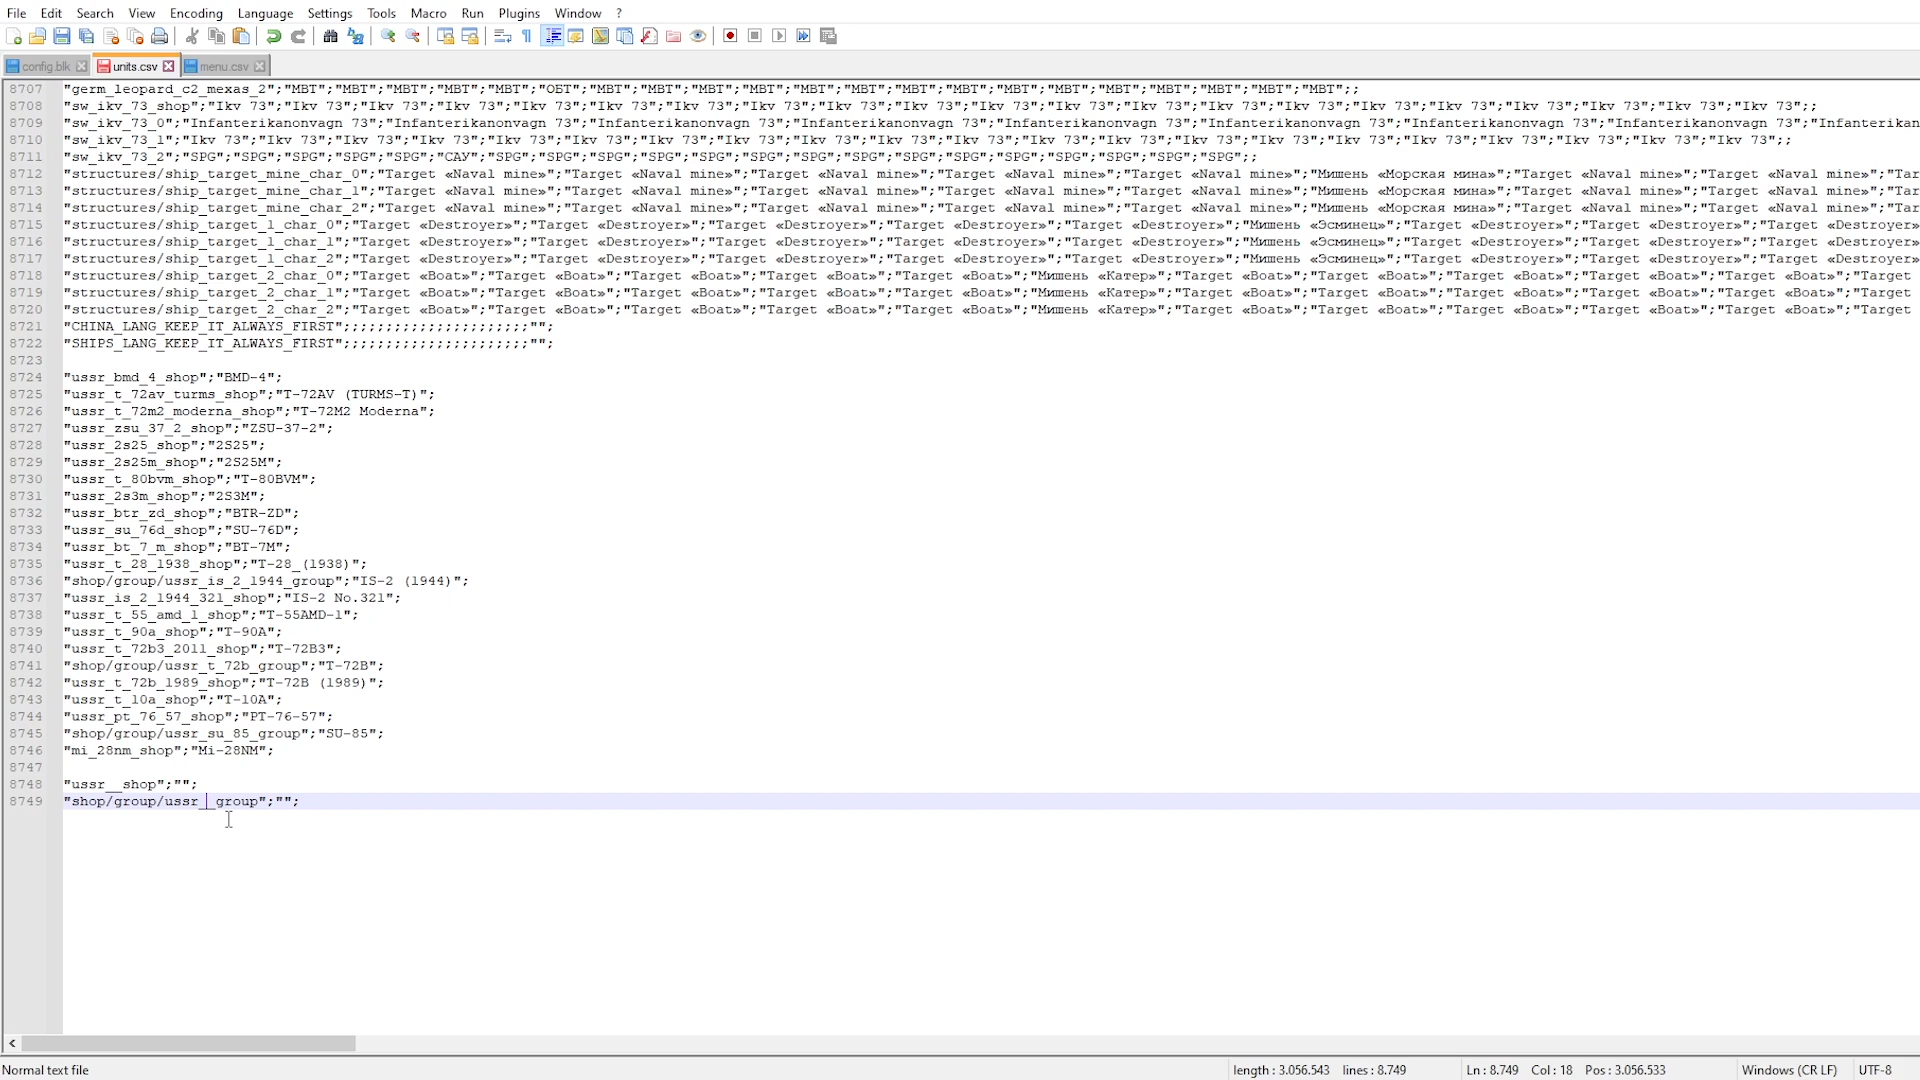 File Edit Search View Encoding Language Settings Tools Macro Run Plugins Window ?
config.blk units.csv menu.csv
8707 "germ_leopard_c2_mexas_2";"MBT";"MBT";"MBT";"MBT";"MBT";"ОБТ";"MBT";"MBT";"MBT";"MBT";"MBT";"MBT";"MBT";"MBT";"MBT";"MBT";"MBT";"MBT";"MBT";"MBT";;
8708 "sw_ikv_73_shop";"Ikv 73";"Ikv 73";"Ikv 73";"Ikv 73";"Ikv 73";"Ikv 73";"Ikv 73";"Ikv 73";"Ikv 73";"Ikv 73";"Ikv 73";"Ikv 73";"Ikv 73";"Ikv 73";"Ikv 73";"Ikv 73";"Ikv 73";"Ikv 73";"Ikv 73";"Ikv 73";;
8709 "sw_ikv_73_0";"Infanterikanonvagn 73";"Infanterikanonvagn 73";"Infanterikanonvagn 73";"Infanterikanonvagn 73";"Infanterikanonvagn 73";"Infanterikanonvagn 73";"Infanterikanonvagn 73";"Infanterikanonvagn 73";"Infanterikanonvagn 73";"Infanterikan
8710 "sw_ikv_73_1";"Ikv 73";"Ikv 73";"Ikv 73";"Ikv 73";"Ikv 73";"Ikv 73";"Ikv 73";"Ikv 73";"Ikv 73";"Ikv 73";"Ikv 73";"Ikv 73";"Ikv 73";"Ikv 73";"Ikv 73";"Ikv 73";"Ikv 73";"Ikv 73";"Ikv 73";"Ikv 73";;
8711 "sw_ikv_73_2";"SPG";"SPG";"SPG";"SPG";"SPG";"САУ";"SPG";"SPG";"SPG";"SPG";"SPG";"SPG";"SPG";"SPG";"SPG";"SPG";"SPG";"SPG";"SPG";"SPG";;
8712 "structures/ship_target_mine_char_0";"Target «Naval mine»";"Target «Naval mine»";"Target «Naval mine»";"Target «Naval mine»";"Target «Naval mine»";"Мишень «Морская мина»";"Target «Naval mine»";"Target «Naval mine»";"Tar
8713 "structures/ship_target_mine_char_1";"Target «Naval mine»";"Target «Naval mine»";"Target «Naval mine»";"Target «Naval mine»";"Target «Naval mine»";"Мишень «Морская мина»";"Target «Naval mine»";"Target «Naval mine»";"Tar
8714 "structures/ship_target_mine_char_2";"Target «Naval mine»";"Target «Naval mine»";"Target «Naval mine»";"Target «Naval mine»";"Target «Naval mine»";"Мишень «Морская мина»";"Target «Naval mine»";"Target «Naval mine»";"Tar
8715 "structures/ship_target_1_char_0";"Target «Destroyer»";"Target «Destroyer»";"Target «Destroyer»";"Target «Destroyer»";"Target «Destroyer»";"Мишень «Эсминец»";"Target «Destroyer»";"Target «Destroyer»";"Target «Destroyer»
8716 "structures/ship_target_1_char_1";"Target «Destroyer»";"Target «Destroyer»";"Target «Destroyer»";"Target «Destroyer»";"Target «Destroyer»";"Мишень «Эсминец»";"Target «Destroyer»";"Target «Destroyer»";"Target «Destroyer»
8717 "structures/ship_target_1_char_2";"Target «Destroyer»";"Target «Destroyer»";"Target «Destroyer»";"Target «Destroyer»";"Target «Destroyer»";"Мишень «Эсминец»";"Target «Destroyer»";"Target «Destroyer»";"Target «Destroyer»
8718 "structures/ship_target_2_char_0";"Target «Boat»";"Target «Boat»";"Target «Boat»";"Target «Boat»";"Target «Boat»";"Мишень «Катер»";"Target «Boat»";"Target «Boat»";"Target «Boat»";"Target «Boat»";"Target «Boat»";"Target
8719 "structures/ship_target_2_char_1";"Target «Boat»";"Target «Boat»";"Target «Boat»";"Target «Boat»";"Target «Boat»";"Мишень «Катер»";"Target «Boat»";"Target «Boat»";"Target «Boat»";"Target «Boat»";"Target «Boat»";"Target
8720 "structures/ship_target_2_char_2";"Target «Boat»";"Target «Boat»";"Target «Boat»";"Target «Boat»";"Target «Boat»";"Мишень «Катер»";"Target «Boat»";"Target «Boat»";"Target «Boat»";"Target «Boat»";"Target «Boat»";"Target
8721 "CHINA_LANG_KEEP_IT_ALWAYS_FIRST";;;;;;;;;;;;;;;;;;;;;;"";
8722 "SHIPS_LANG_KEEP_IT_ALWAYS_FIRST";;;;;;;;;;;;;;;;;;;;;;"";
8723
8724 "ussr_bmd_4_shop";"BMD-4";
8725 "ussr_t_72av_turms_shop";"T-72AV (TURMS-T)";
8726 "ussr_t_72m2_moderna_shop";"T-72M2 Moderna";
8727 "ussr_zsu_37_2_shop";"ZSU-37-2";
8728 "ussr_2s25_shop";"2S25";
8729 "ussr_2s25m_shop";"2S25M";
8730 "ussr_t_80bvm_shop";"T-80BVM";
8731 "ussr_2s3m_shop";"2S3M";
8732 "ussr_btr_zd_shop";"BTR-ZD";
8733 "ussr_su_76d_shop";"SU-76D";
8734 "ussr_bt_7_m_shop";"BT-7M";
8735 "ussr_t_28_1938_shop";"T-28_(1938)";
8736 "shop/group/ussr_is_2_1944_group";"IS-2 (1944)";
8737 "ussr_is_2_1944_321_shop";"IS-2 No.321";
8738 "ussr_t_55_amd_1_shop";"T-55AMD-1";
8739 "ussr_t_90a_shop";"T-90A";
8740 "ussr_t_72b3_2011_shop";"T-72B3";
8741 "shop/group/ussr_t_72b_group";"T-72B";
8742 "ussr_t_72b_1989_shop";"T-72B (1989)";
8743 "ussr_t_10a_shop";"T-10A";
8744 "ussr_pt_76_57_shop";"PT-76-57";
8745 "shop/group/ussr_su_85_group";"SU-85";
8746 "mi_28nm_shop";"Mi-28NM";
8747
8748 "ussr__shop";"";
8749 "shop/group/ussr__group";"";
Normal text file length : 3.056.543 lines : 8.749 Ln : 8.749 Col : 18 Pos : 3.056.533 Windows (CR LF) UTF-8